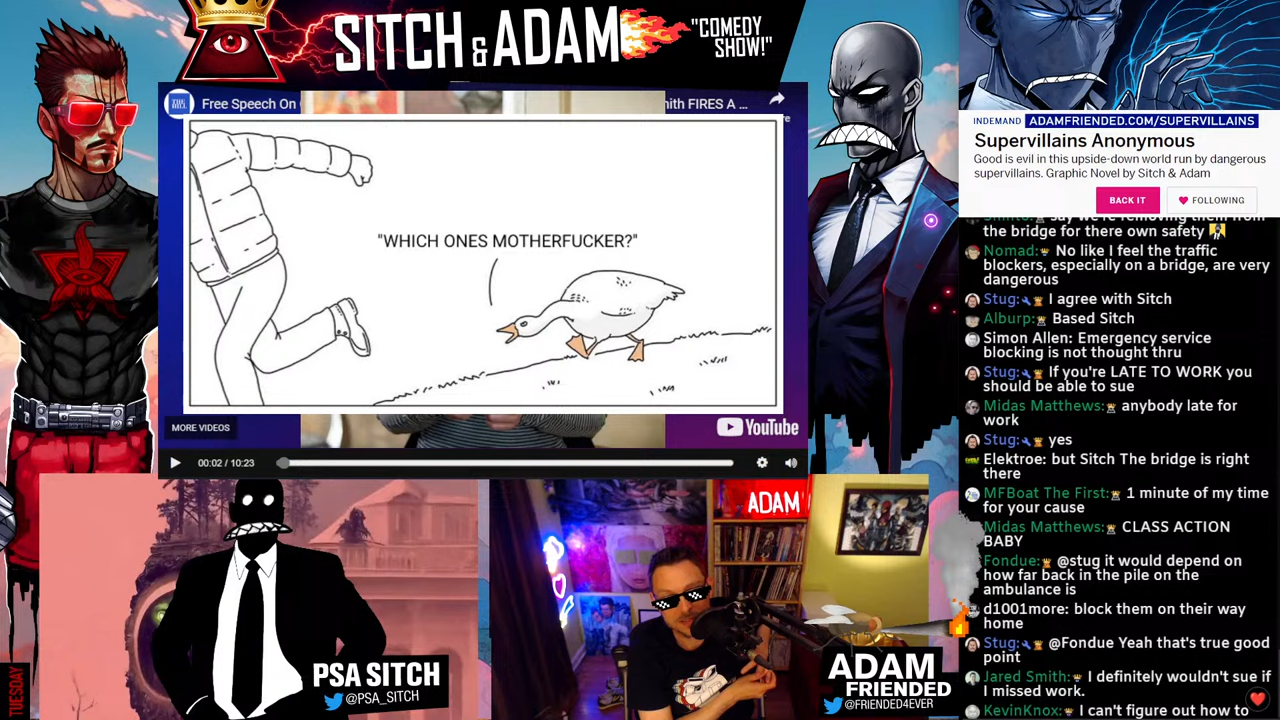 SITCH & ADAM
"COMEDY
SHOW!"
Free Speech On
nith FIRES A ...
"WHICH ONES MOTHERFUCKER?"
MORE VIDEOS
YouTube
00:02 / 10:23
INDEMAND ADAMFRIENDED.COM/SUPERVILLAINS
Supervillains Anonymous
Good is evil in this upside-down world run by dangerous
supervillains. Graphic Novel by Sitch & Adam
BACK IT
FOLLOWING
say we're removing them from
the bridge for there own safety
Nomad: No like I feel the traffic
blockers, especially on a bridge, are very
dangerous
Stug: I agree with Sitch
Alburp: Based Sitch
Simon Allen: Emergency service
blocking is not thought thru
Stug: If you're LATE TO WORK you
should be able to sue
Midas Matthews: anybody late for
work
Stug: yes
Elektroe: but Sitch The bridge is right
there
MFBoat The First: 1 minute of my time
for your cause
Midas Matthews: CLASS ACTION
BABY
Fondue: @stug it would depend on
how far back in the pile on the
ambulance is
d1001more: block them on their way
home
Stug: @Fondue Yeah that's true good
point
Jared Smith: I definitely wouldn't sue if
I missed work.
KevinKnox: I can't figure out how to
ADAM
PSA SITCH
@PSA_SITCH
ADAM
FRIENDED
@FRIENDED4EVER
TUESDAY